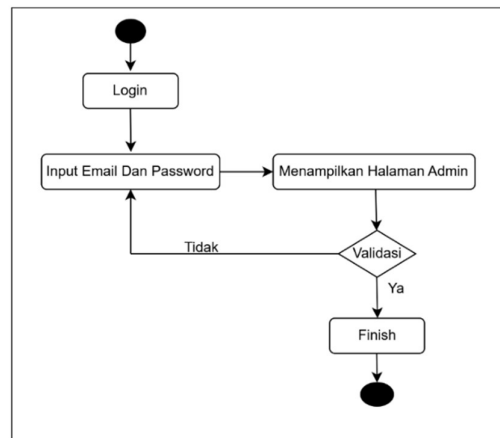 Login
Input Email Dan Password
Menampilkan Halaman Admin
Tidak
Validasi
Ya
Finish